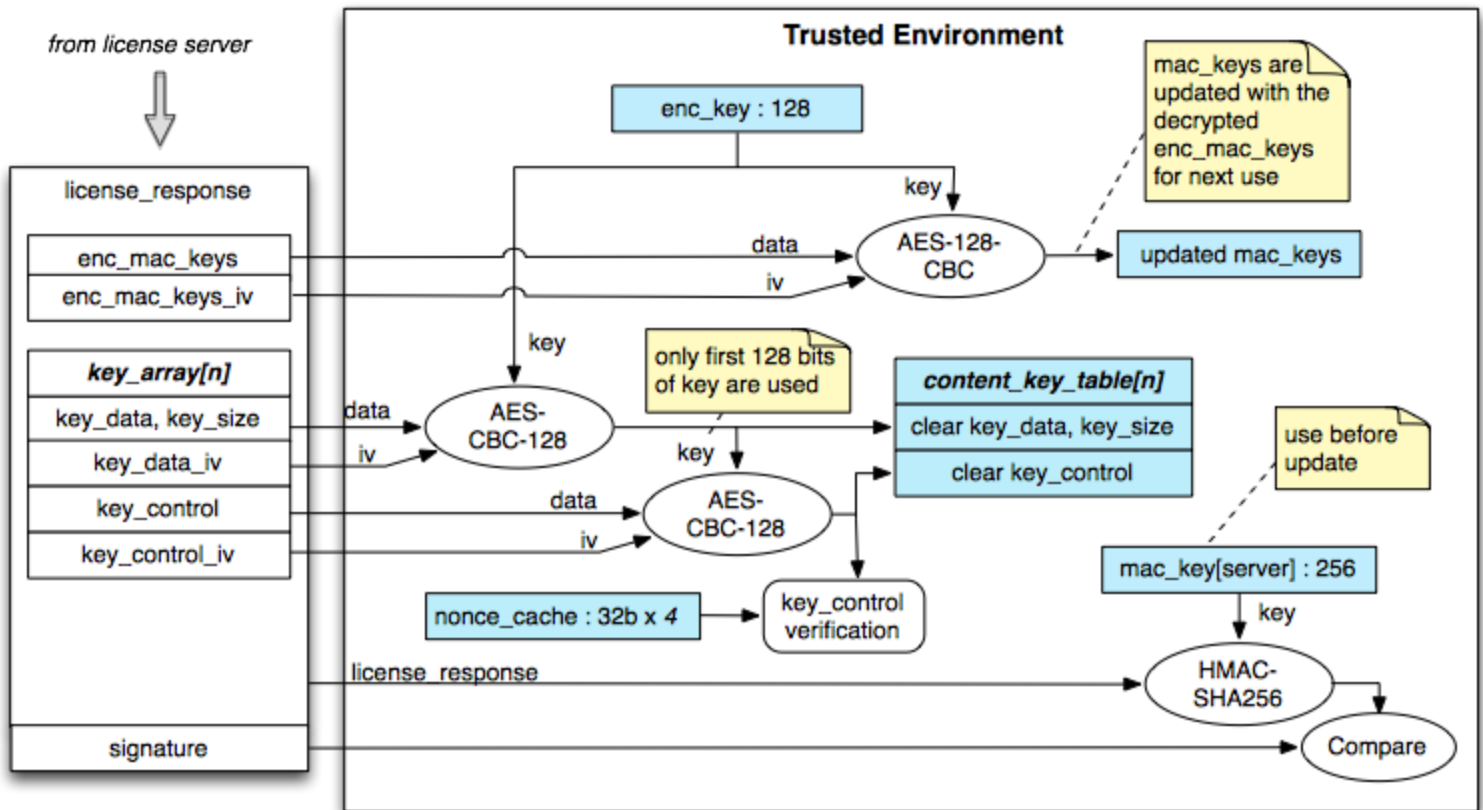 from license server
license_response
enc_mac_keys
enc_mac_keys_iv
key_array[n]
key_data, key_size
key_data_iv
key_control
key_control_iv
signature
Trusted Environment
enc_key : 128
mac_keys are
updated with the
decrypted
enc_mac_keys
for next use
key
data
iv
AES-128-
CBC
updated mac_keys
key
only first 128 bits
of key are used
data
iv
AES-
CBC-128
content_key_table[n]
clear key_data, key_size
clear key_control
key
data
iv
AES-
CBC-128
use before
update
nonce_cache : 32b x 4
key_control
verification
mac_key[server] : 256
key
license_response
HMAC-
SHA256
Compare